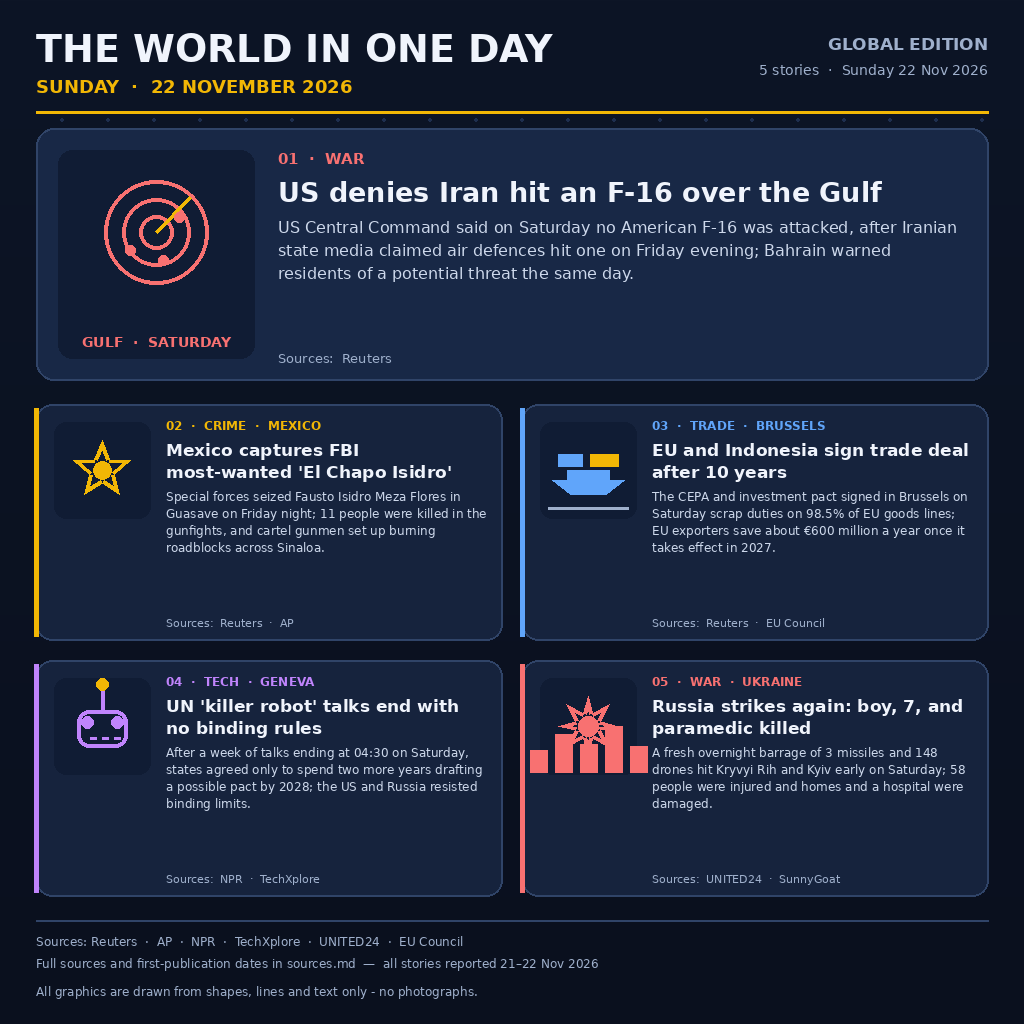 THE WORLD IN ONE DAY
GLOBAL EDITION
SUNDAY · 22 NOVEMBER 2026
5 stories · Sunday 22 Nov 2026
01 · WAR
US denies Iran hit an F-16 over the Gulf
US Central Command said on Saturday no American F-16 was attacked, after Iranian
state media claimed air defences hit one on Friday evening; Bahrain warned
residents of a potential threat the same day.
GULF · SATURDAY
Sources: Reuters
02 · CRIME · MEXICO
Mexico captures FBI
most-wanted 'El Chapo Isidro'
Special forces seized Fausto Isidro Meza Flores in
Guasave on Friday night; 11 people were killed in the
gunfights, and cartel gunmen set up burning
roadblocks across Sinaloa.
Sources: Reuters · AP
03 · TRADE · BRUSSELS
EU and Indonesia sign trade deal
after 10 years
The CEPA and investment pact signed in Brussels on
Saturday scrap duties on 98.5% of EU goods lines;
EU exporters save about €600 million a year once it
takes effect in 2027.
Sources: Reuters · EU Council
04 · TECH · GENEVA
UN 'killer robot' talks end with
no binding rules
After a week of talks ending at 04:30 on Saturday,
states agreed only to spend two more years drafting
a possible pact by 2028; the US and Russia resisted
binding limits.
Sources: NPR · TechXplore
05 · WAR · UKRAINE
Russia strikes again: boy, 7, and
paramedic killed
A fresh overnight barrage of 3 missiles and 148
drones hit Kryvyi Rih and Kyiv early on Saturday; 58
people were injured and homes and a hospital were
damaged.
Sources: UNITED24 · SunnyGoat
Sources: Reuters · AP · NPR · TechXplore · UNITED24 · EU Council
Full sources and first-publication dates in sources.md — all stories reported 21–22 Nov 2026
All graphics are drawn from shapes, lines and text only - no photographs.